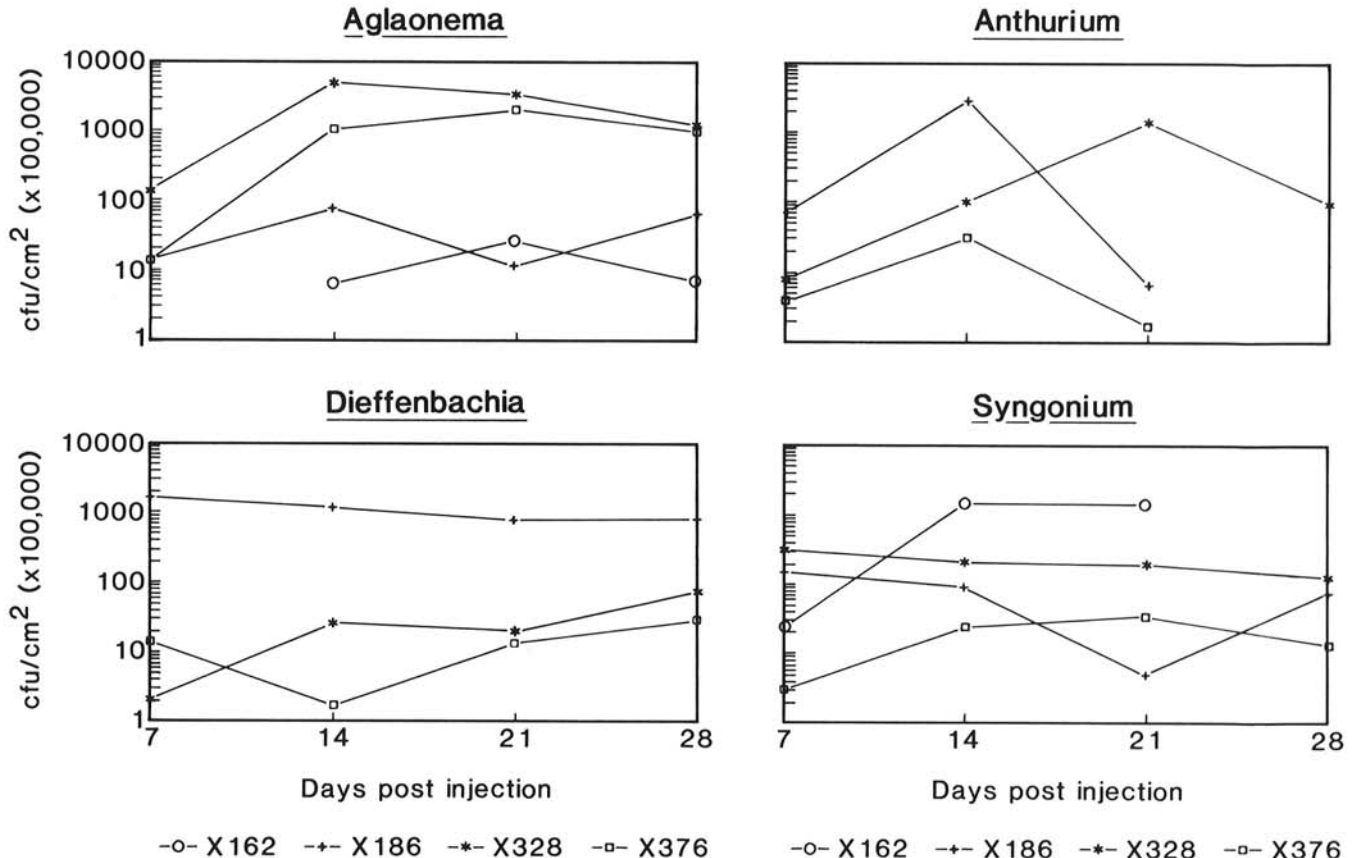 Aglaonema
Anthurium
cfu/cm² (x100,000)
10000
1000
100
10
1
Dieffenbachia
Syngonium
cfu/cm² (x100,000)
10000
1000
100
10
1
7 14 21 28
7 14 21 28
Days post injection
Days post injection
X162 X186 X328 X376
X162 X186 X328 X376